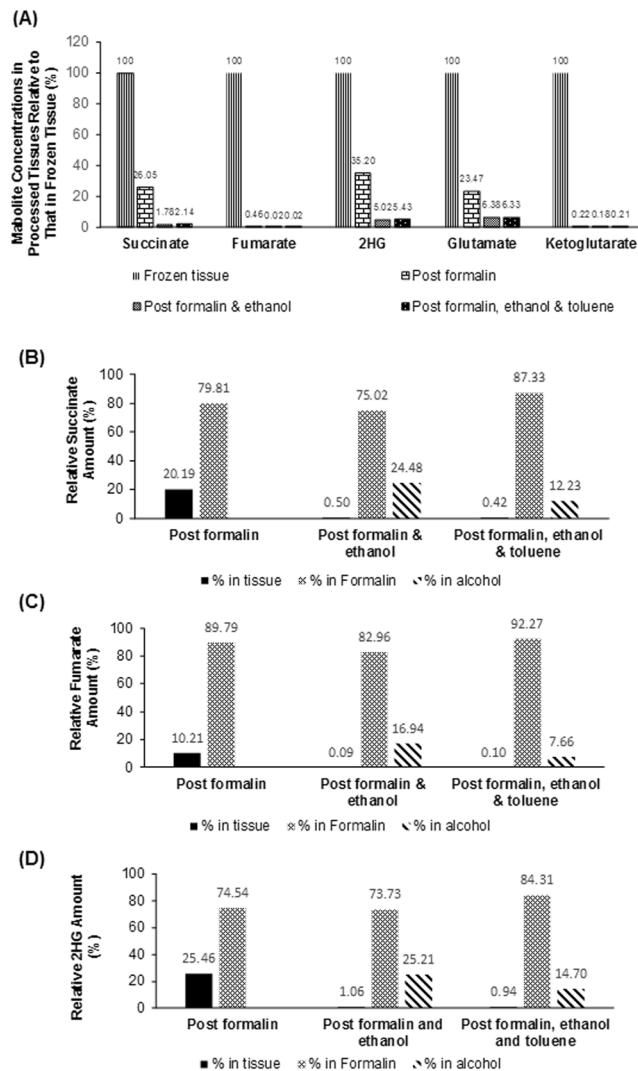 (A)
Mabolite Concentrations in
Processed Tissues Relative to
That in Frozen Tissue (%)
120
100
80
60
40
20
0
100
26.05
1.78
2.14
100
0.46
0.02
0.02
100
35.20
5.02
5.43
100
23.47
6.38
6.33
100
0.22
0.18
0.21
Succinate
Fumarate
2HG
Glutamate
Ketoglutarate
Frozen tissue
Post formalin
Post formalin & ethanol
Post formalin, ethanol & toluene
(B)
Relative Succinate
Amount (%)
100
80
60
40
20
0
20.19
79.81
0.50
75.02
24.48
0.42
87.33
12.23
Post formalin
Post formalin &
ethanol
Post formalin, ethanol
& toluene
% in tissue
% in Formalin
% in alcohol
(C)
Relative Fumarate
Amount (%)
100
80
60
40
20
0
10.21
89.79
0.09
82.96
16.94
0.10
92.27
7.66
Post formalin
Post formalin &
ethanol
Post formalin, ethanol
& toluene
% in tissue
% in Formalin
% in alcohol
(D)
Relative 2HG Amount
(%)
100
80
60
40
20
0
25.46
74.54
1.06
73.73
25.21
0.94
84.31
14.70
Post formalin
Post formalin and
ethanol
Post formalin, ethanol
and toluene
% in tissue
% in Formalin
% in alcohol